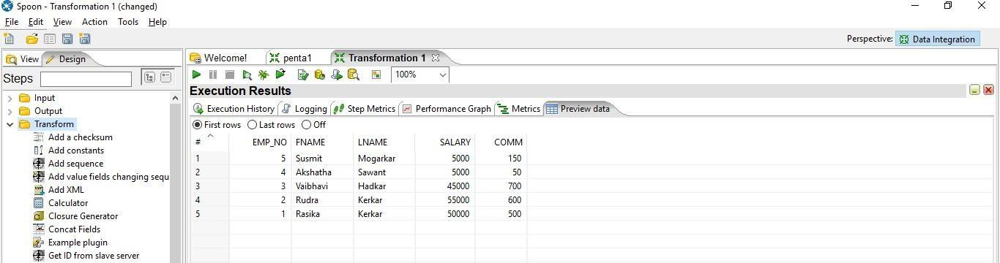 Spoon - Transformation 1 (changed)
File Edit View Action Tools Help
Perspective: Data Integration
View Design
Welcome! penta1 Transformation 1
Steps
100%
Execution Results
Execution History Logging Step Metrics Performance Graph Metrics Preview data
First rows Last rows Off
Input
Output
Transform
Add a checksum
Add constants
Add sequence
Add value fields changing sequ
Add XML
Calculator
Closure Generator
Concat Fields
Example plugin
Get ID from slave server
# EMP_NO FNAME LNAME SALARY COMM
1 5 Susmit Mogarkar 5000 150
2 4 Akshatha Sawant 5000 50
3 3 Vaibhavi Hadkar 45000 700
4 2 Rudra Kerkar 55000 600
5 1 Rasika Kerkar 50000 500